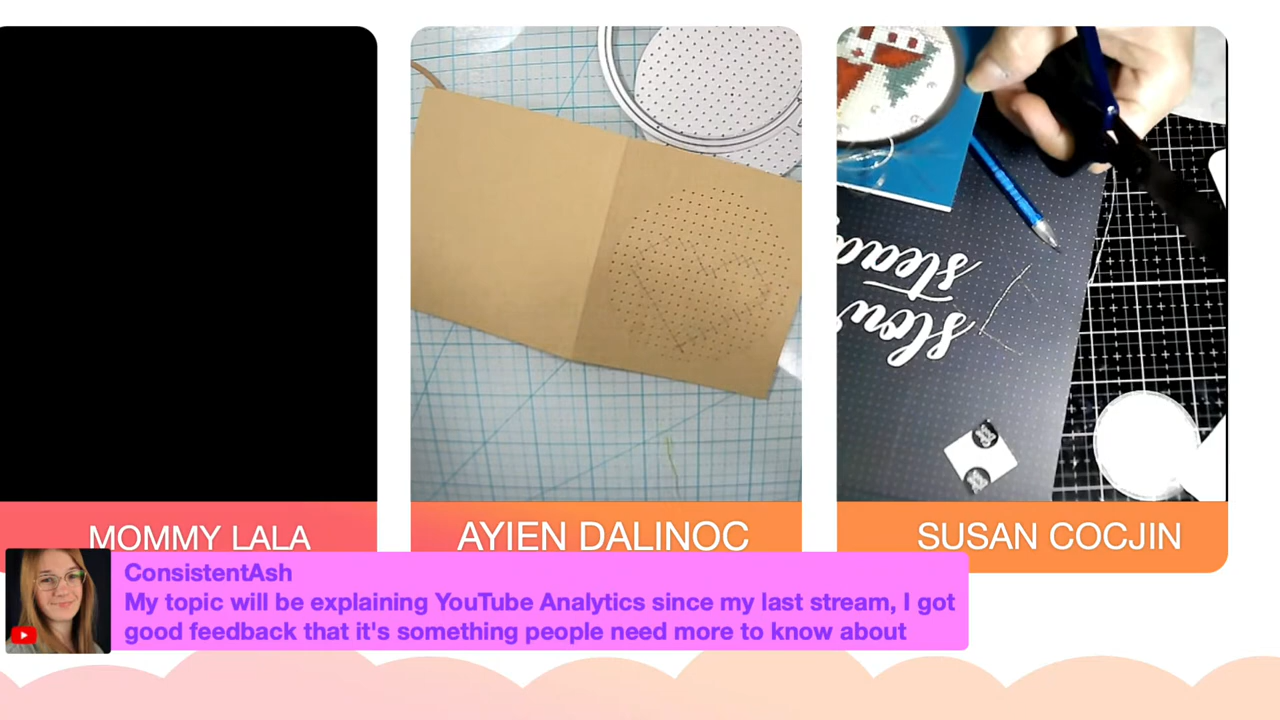 slow
MOMMY LALA
AYIEN DALINOC
SUSAN COCJIN
ConsistentAsh
My topic will be explaining YouTube Analytics since my last stream, I got
good feedback that it's something people need more to know about